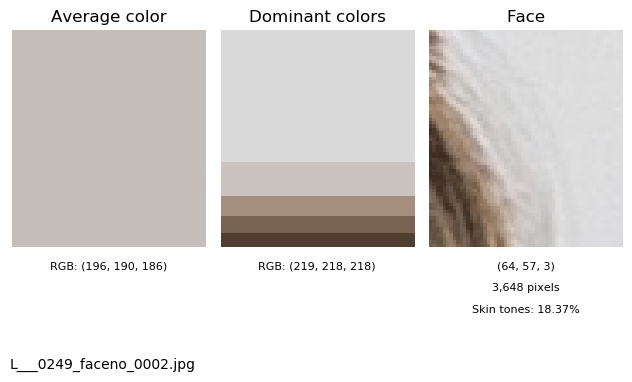 Average color
Dominant colors
Face
RGB: (196, 190, 186)
RGB: (219, 218, 218)
(64, 57, 3)
3,648 pixels
Skin tones: 18.37%
L___0249_faceno_0002.jpg